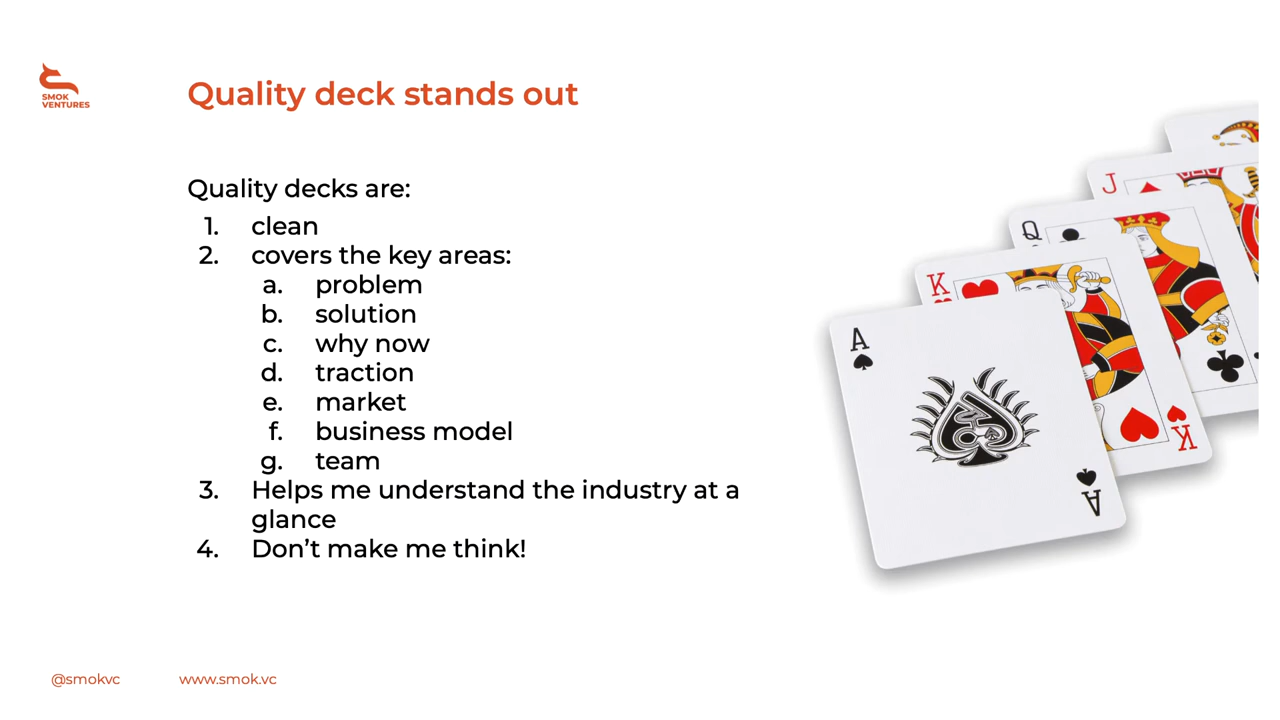 SMOK
VENTURES
Quality deck stands out
Quality decks are:
1. clean
2. covers the key areas:
a. problem
b. solution
c. why now
d. traction
e. market
f. business model
g. team
3. Helps me understand the industry at a
glance
4. Don’t make me think!
J
Q
K
A
K
A
@smokvc
www.smok.vc